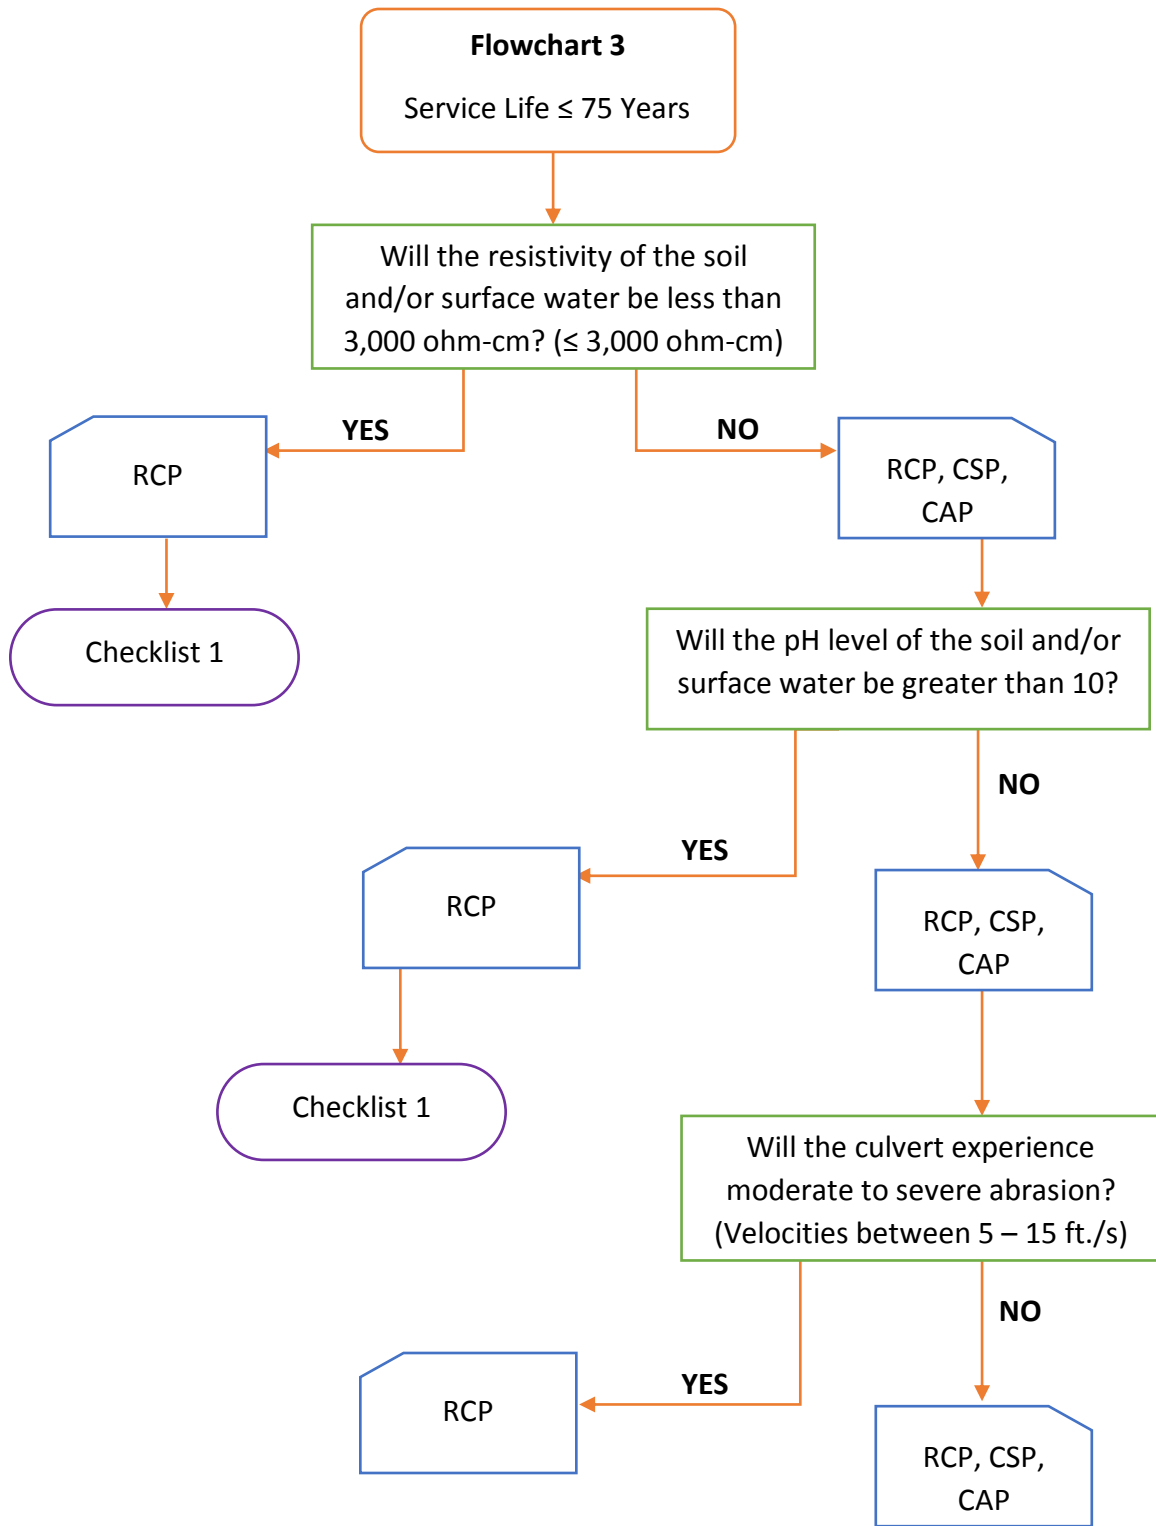 Flowchart 3
Service Life ≤ 75 Years
Will the resistivity of the soil
and/or surface water be less than
3,000 ohm-cm? (≤ 3,000 ohm-cm)
YES
NO
RCP
RCP, CSP,
CAP
Checklist 1
Will the pH level of the soil and/or
surface water be greater than 10?
NO
YES
RCP
RCP, CSP,
CAP
Checklist 1
Will the culvert experience
moderate to severe abrasion?
(Velocities between 5 – 15 ft./s)
NO
YES
RCP
RCP, CSP,
CAP